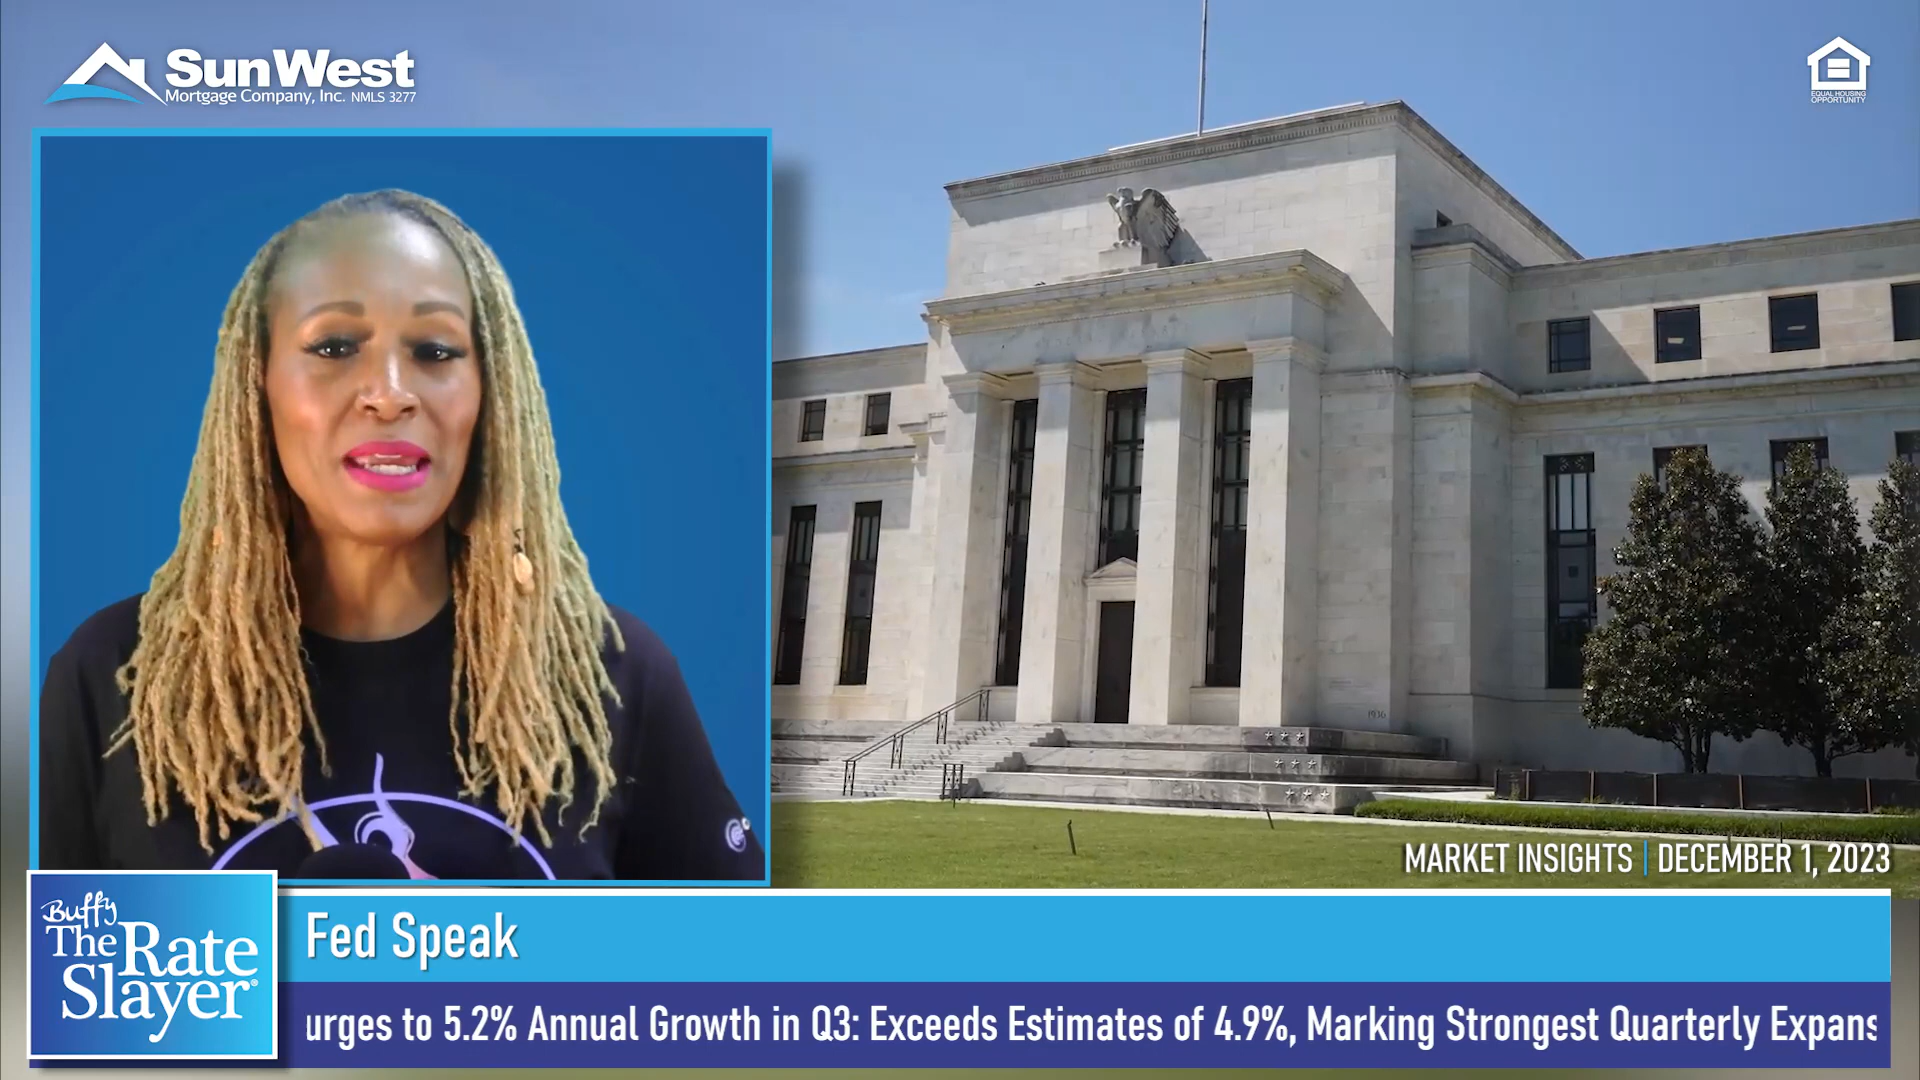 SunWest
Mortgage Company, Inc. NMLS 3277
EQUAL HOUSING
OPPORTUNITY
1936
MARKET INSIGHTS | DECEMBER 1, 2023
Buffy
The Rate
Slayer®
Fed Speak
urges to 5.2% Annual Growth in Q3: Exceeds Estimates of 4.9%, Marking Strongest Quarterly Expans